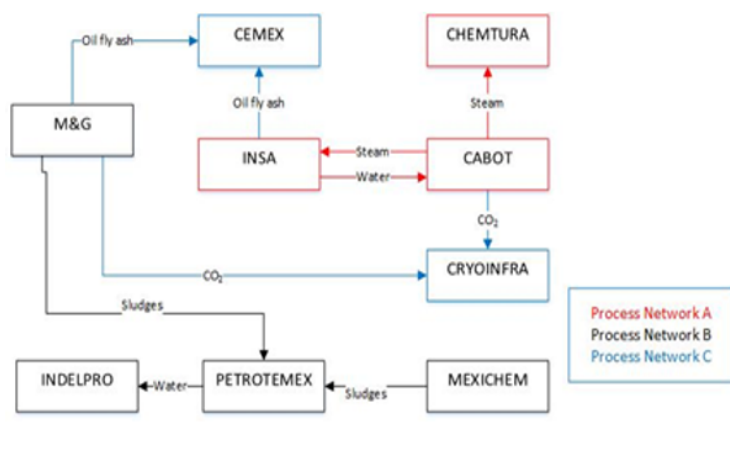 CEMEX
CHEMTURA
Oil fly ash
Oil fly ash
Steam
M&G
INSA
Steam
CABOT
Water
CO₂
CRYOINFRA
CO₂
Sludges
Process Network A
Process Network B
Process Network C
INDELPRO
Water
PETROTEMEX
Sludges
MEXICHEM